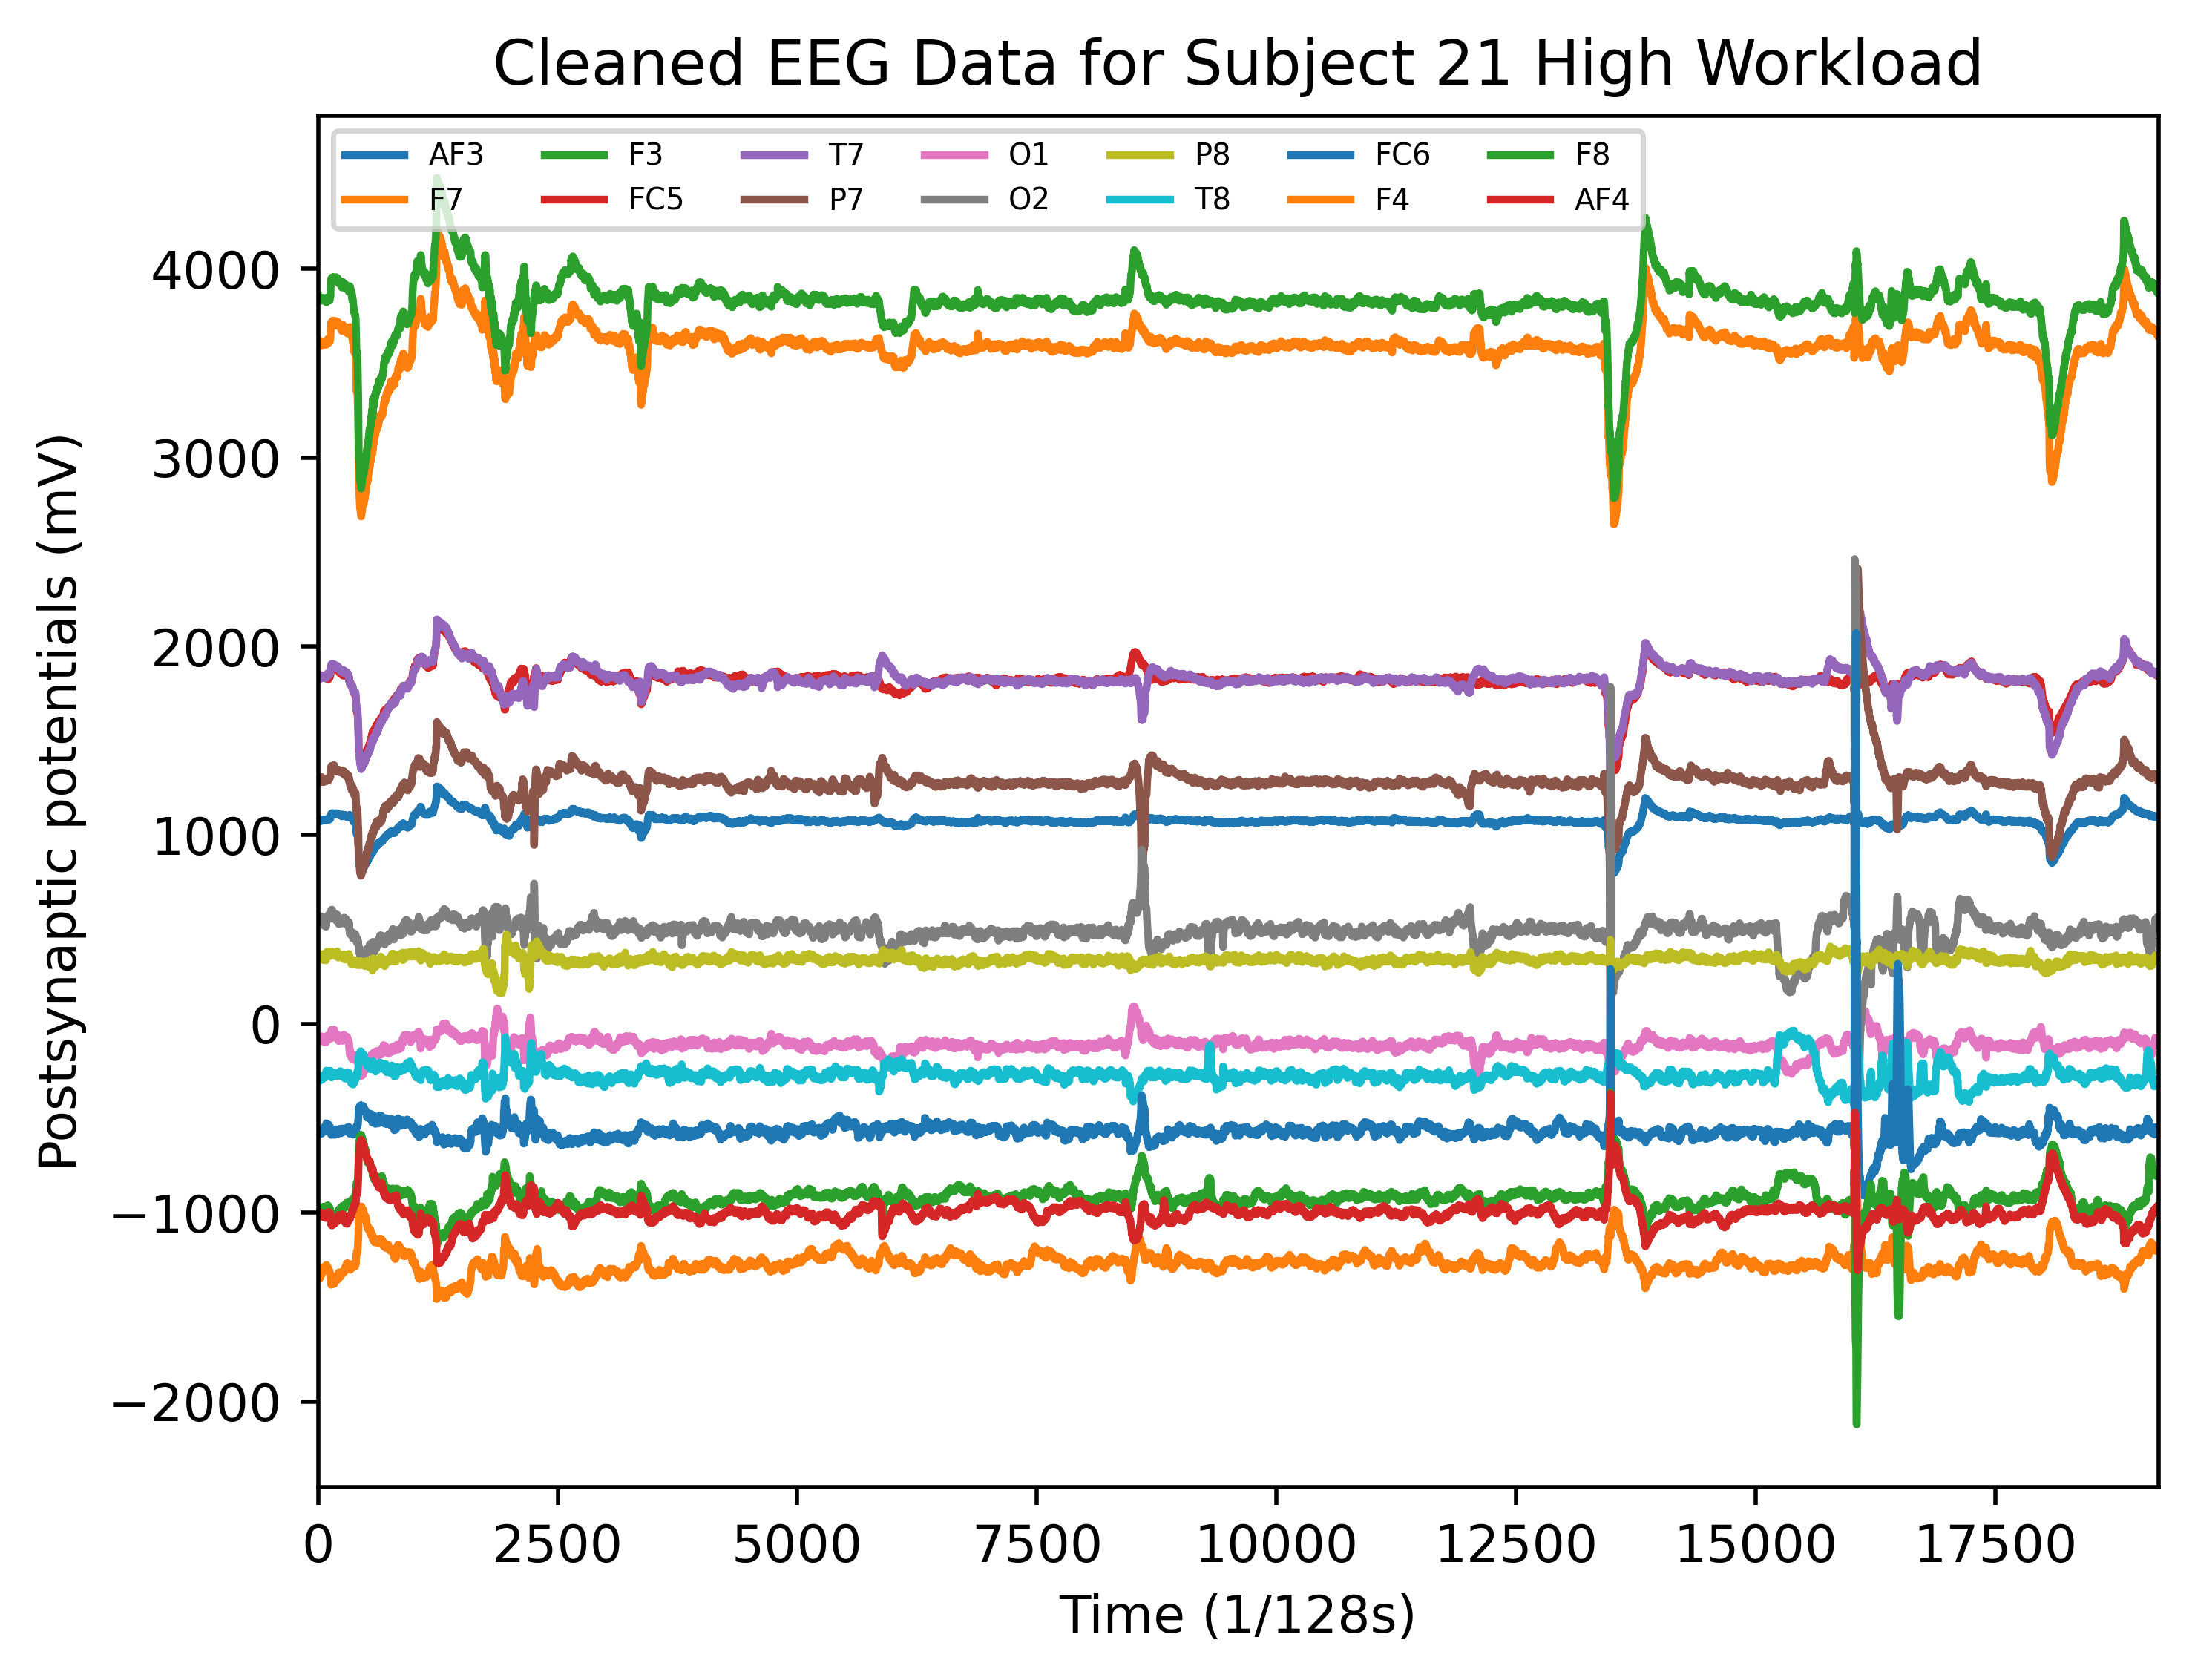 Cleaned EEG Data for Subject 21 High Workload
AF3 F3 T7 O1 P8 FC6 F8
F7 FC5 P7 O2 T8 F4 AF4
Postsynaptic potentials (mV)
4000
3000
2000
1000
0
−1000
−2000
0 2500 5000 7500 10000 12500 15000 17500
Time (1/128s)